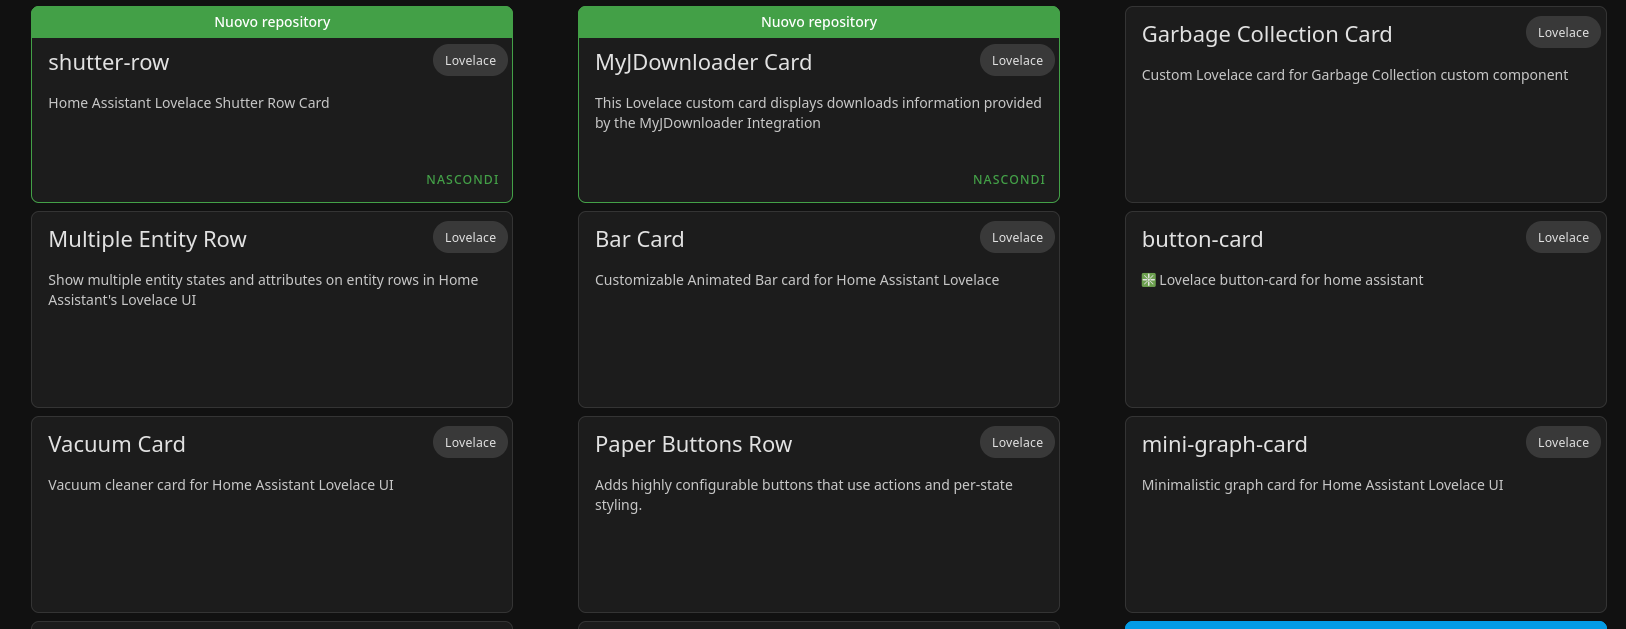 Nuovo repository
shutter-row
Lovelace
Home Assistant Lovelace Shutter Row Card
NASCONDI
Nuovo repository
MyJDownloader Card
Lovelace
This Lovelace custom card displays downloads information provided
by the MyJDownloader Integration
NASCONDI
Garbage Collection Card
Lovelace
Custom Lovelace card for Garbage Collection custom component
Multiple Entity Row
Lovelace
Show multiple entity states and attributes on entity rows in Home
Assistant's Lovelace UI
Bar Card
Lovelace
Customizable Animated Bar card for Home Assistant Lovelace
button-card
Lovelace
❇️ Lovelace button-card for home assistant
Vacuum Card
Lovelace
Vacuum cleaner card for Home Assistant Lovelace UI
Paper Buttons Row
Lovelace
Adds highly configurable buttons that use actions and per-state
styling.
mini-graph-card
Lovelace
Minimalistic graph card for Home Assistant Lovelace UI